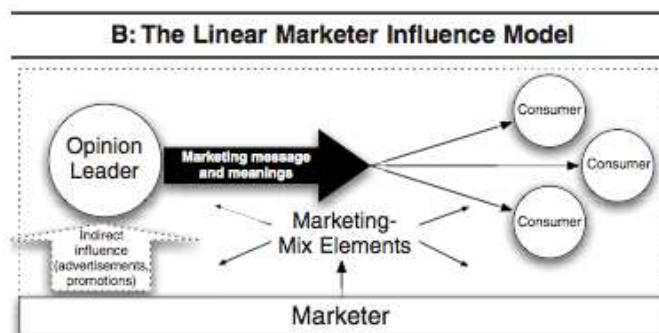 B: The Linear Marketer Influence Model
Opinion
Leader
Marketing message
and meanings
Consumer
Consumer
Consumer
Indirect
influence
(advertisements,
promotions)
Marketing-
Mix Elements
Marketer